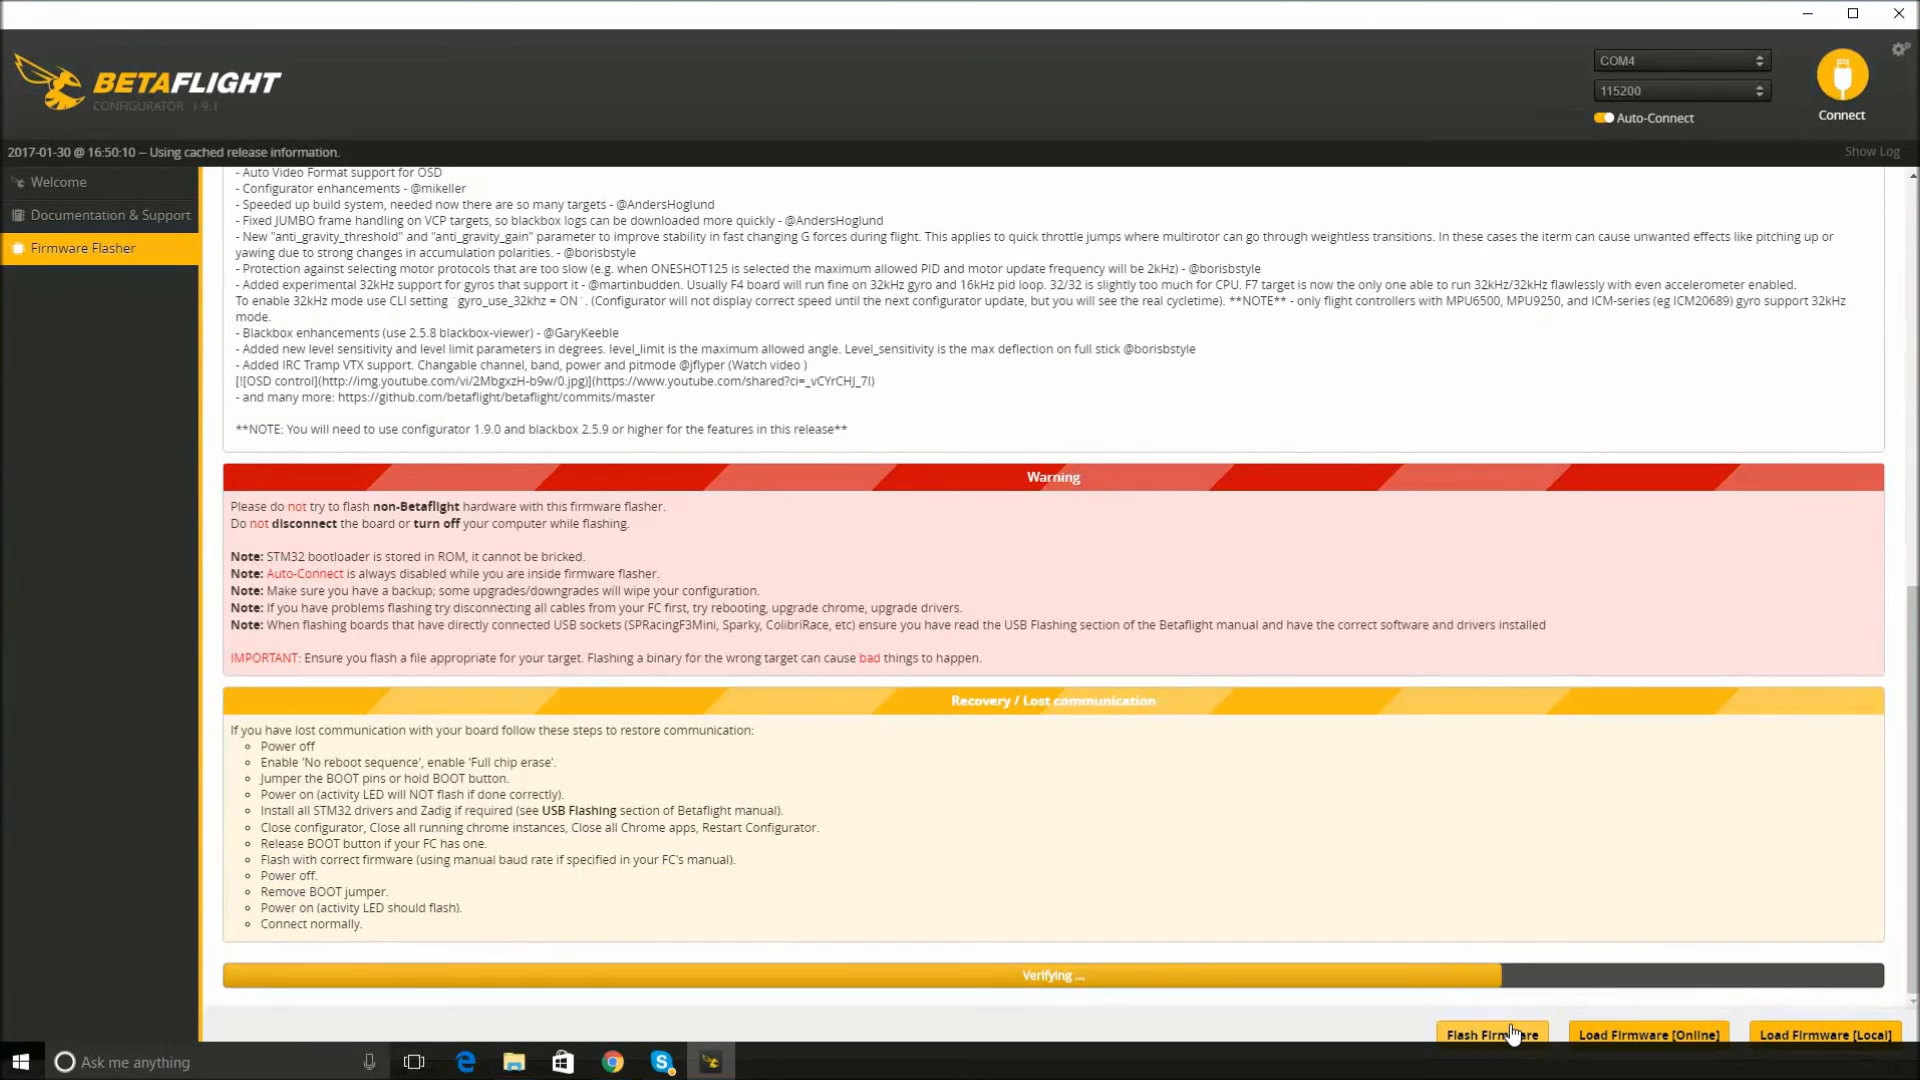 BETAFLIGHT
CONFIGURATOR 1.9.1
COM4
115200
Auto-Connect
Connect
2017-01-30 @ 16:50:10 -- Using cached release information.
Show Log
Welcome
Documentation & Support
Firmware Flasher
- Auto Video Format support for OSD
- Configurator enhancements - @mikeller
- Speeded up build system, needed now there are so many targets - @AndersHoglund
- Fixed JUMBO frame handling on VCP targets, so blackbox logs can be downloaded more quickly - @AndersHoglund
- New "anti_gravity_threshold" and "anti_gravity_gain" parameter to improve stability in fast changing G forces during flight. This applies to quick throttle jumps where multirotor can go through weightless transitions. In these cases the iterm can cause unwanted effects like pitching up or
yawing due to strong changes in accumulation polarities. - @borisbstyle
- Protection against selecting motor protocols that are too slow (e.g. when ONESHOT125 is selected the maximum allowed PID and motor update frequency will be 2kHz) - @borisbstyle
- Added experimental 32kHz support for gyros that support it - @martinbudden. Usually F4 board will run fine on 32kHz gyro and 16kHz pid loop. 32/32 is slightly too much for CPU. F7 target is now the only one able to run 32kHz/32kHz flawlessly with even accelerometer enabled.
To enable 32kHz mode use CLI setting `gyro_use_32khz = ON`. (Configurator will not display correct speed until the next configurator update, but you will see the real cycletime). **NOTE** - only flight controllers with MPU6500, MPU9250, and ICM-series (eg ICM20689) gyro support 32kHz
mode.
- Blackbox enhancements (use 2.5.8 blackbox-viewer) - @GaryKeeble
- Added new level sensitivity and level limit parameters in degrees. level_limit is the maximum allowed angle. Level_sensitivity is the max deflection on full stick @borisbstyle
- Added IRC Tramp VTX support. Changable channel, band, power and pitmode @jflyper (Watch video )
[![OSD control](http://img.youtube.com/vi/2MbgxzH-b9w/0.jpg)](https://www.youtube.com/shared?ci=_vCYrCHJ_7I)
- and many more: https://github.com/betaflight/betaflight/commits/master
**NOTE: You will need to use configurator 1.9.0 and blackbox 2.5.9 or higher for the features in this release**
Warning
Please do not try to flash non-Betaflight hardware with this firmware flasher.
Do not disconnect the board or turn off your computer while flashing.
Note: STM32 bootloader is stored in ROM, it cannot be bricked.
Note: Auto-Connect is always disabled while you are inside firmware flasher.
Note: Make sure you have a backup; some upgrades/downgrades will wipe your configuration.
Note: If you have problems flashing try disconnecting all cables from your FC first, try rebooting, upgrade chrome, upgrade drivers.
Note: When flashing boards that have directly connected USB sockets (SPRacingF3Mini, Sparky, ColibriRace, etc) ensure you have read the USB Flashing section of the Betaflight manual and have the correct software and drivers installed
IMPORTANT: Ensure you flash a file appropriate for your target. Flashing a binary for the wrong target can cause bad things to happen.
Recovery / Lost communication
If you have lost communication with your board follow these steps to restore communication:
Power off
Enable 'No reboot sequence', enable 'Full chip erase'.
Jumper the BOOT pins or hold BOOT button.
Power on (activity LED will NOT flash if done correctly).
Install all STM32 drivers and Zadig if required (see USB Flashing section of Betaflight manual).
Close configurator, Close all running chrome instances, Close all Chrome apps, Restart Configurator.
Release BOOT button if your FC has one.
Flash with correct firmware (using manual baud rate if specified in your FC's manual).
Power off.
Remove BOOT jumper.
Power on (activity LED should flash).
Connect normally.
Verifying ...
Flash Firmware
Load Firmware [Online]
Load Firmware [Local]
Ask me anything